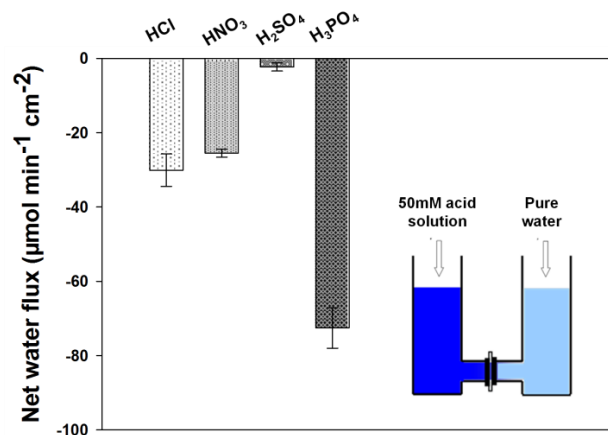 HCl
HNO₃
H₂SO₄
H₃PO₄
Net water flux (µmol min⁻¹ cm⁻²)
0
-20
-40
-60
-80
-100
50mM acid
solution
Pure
water